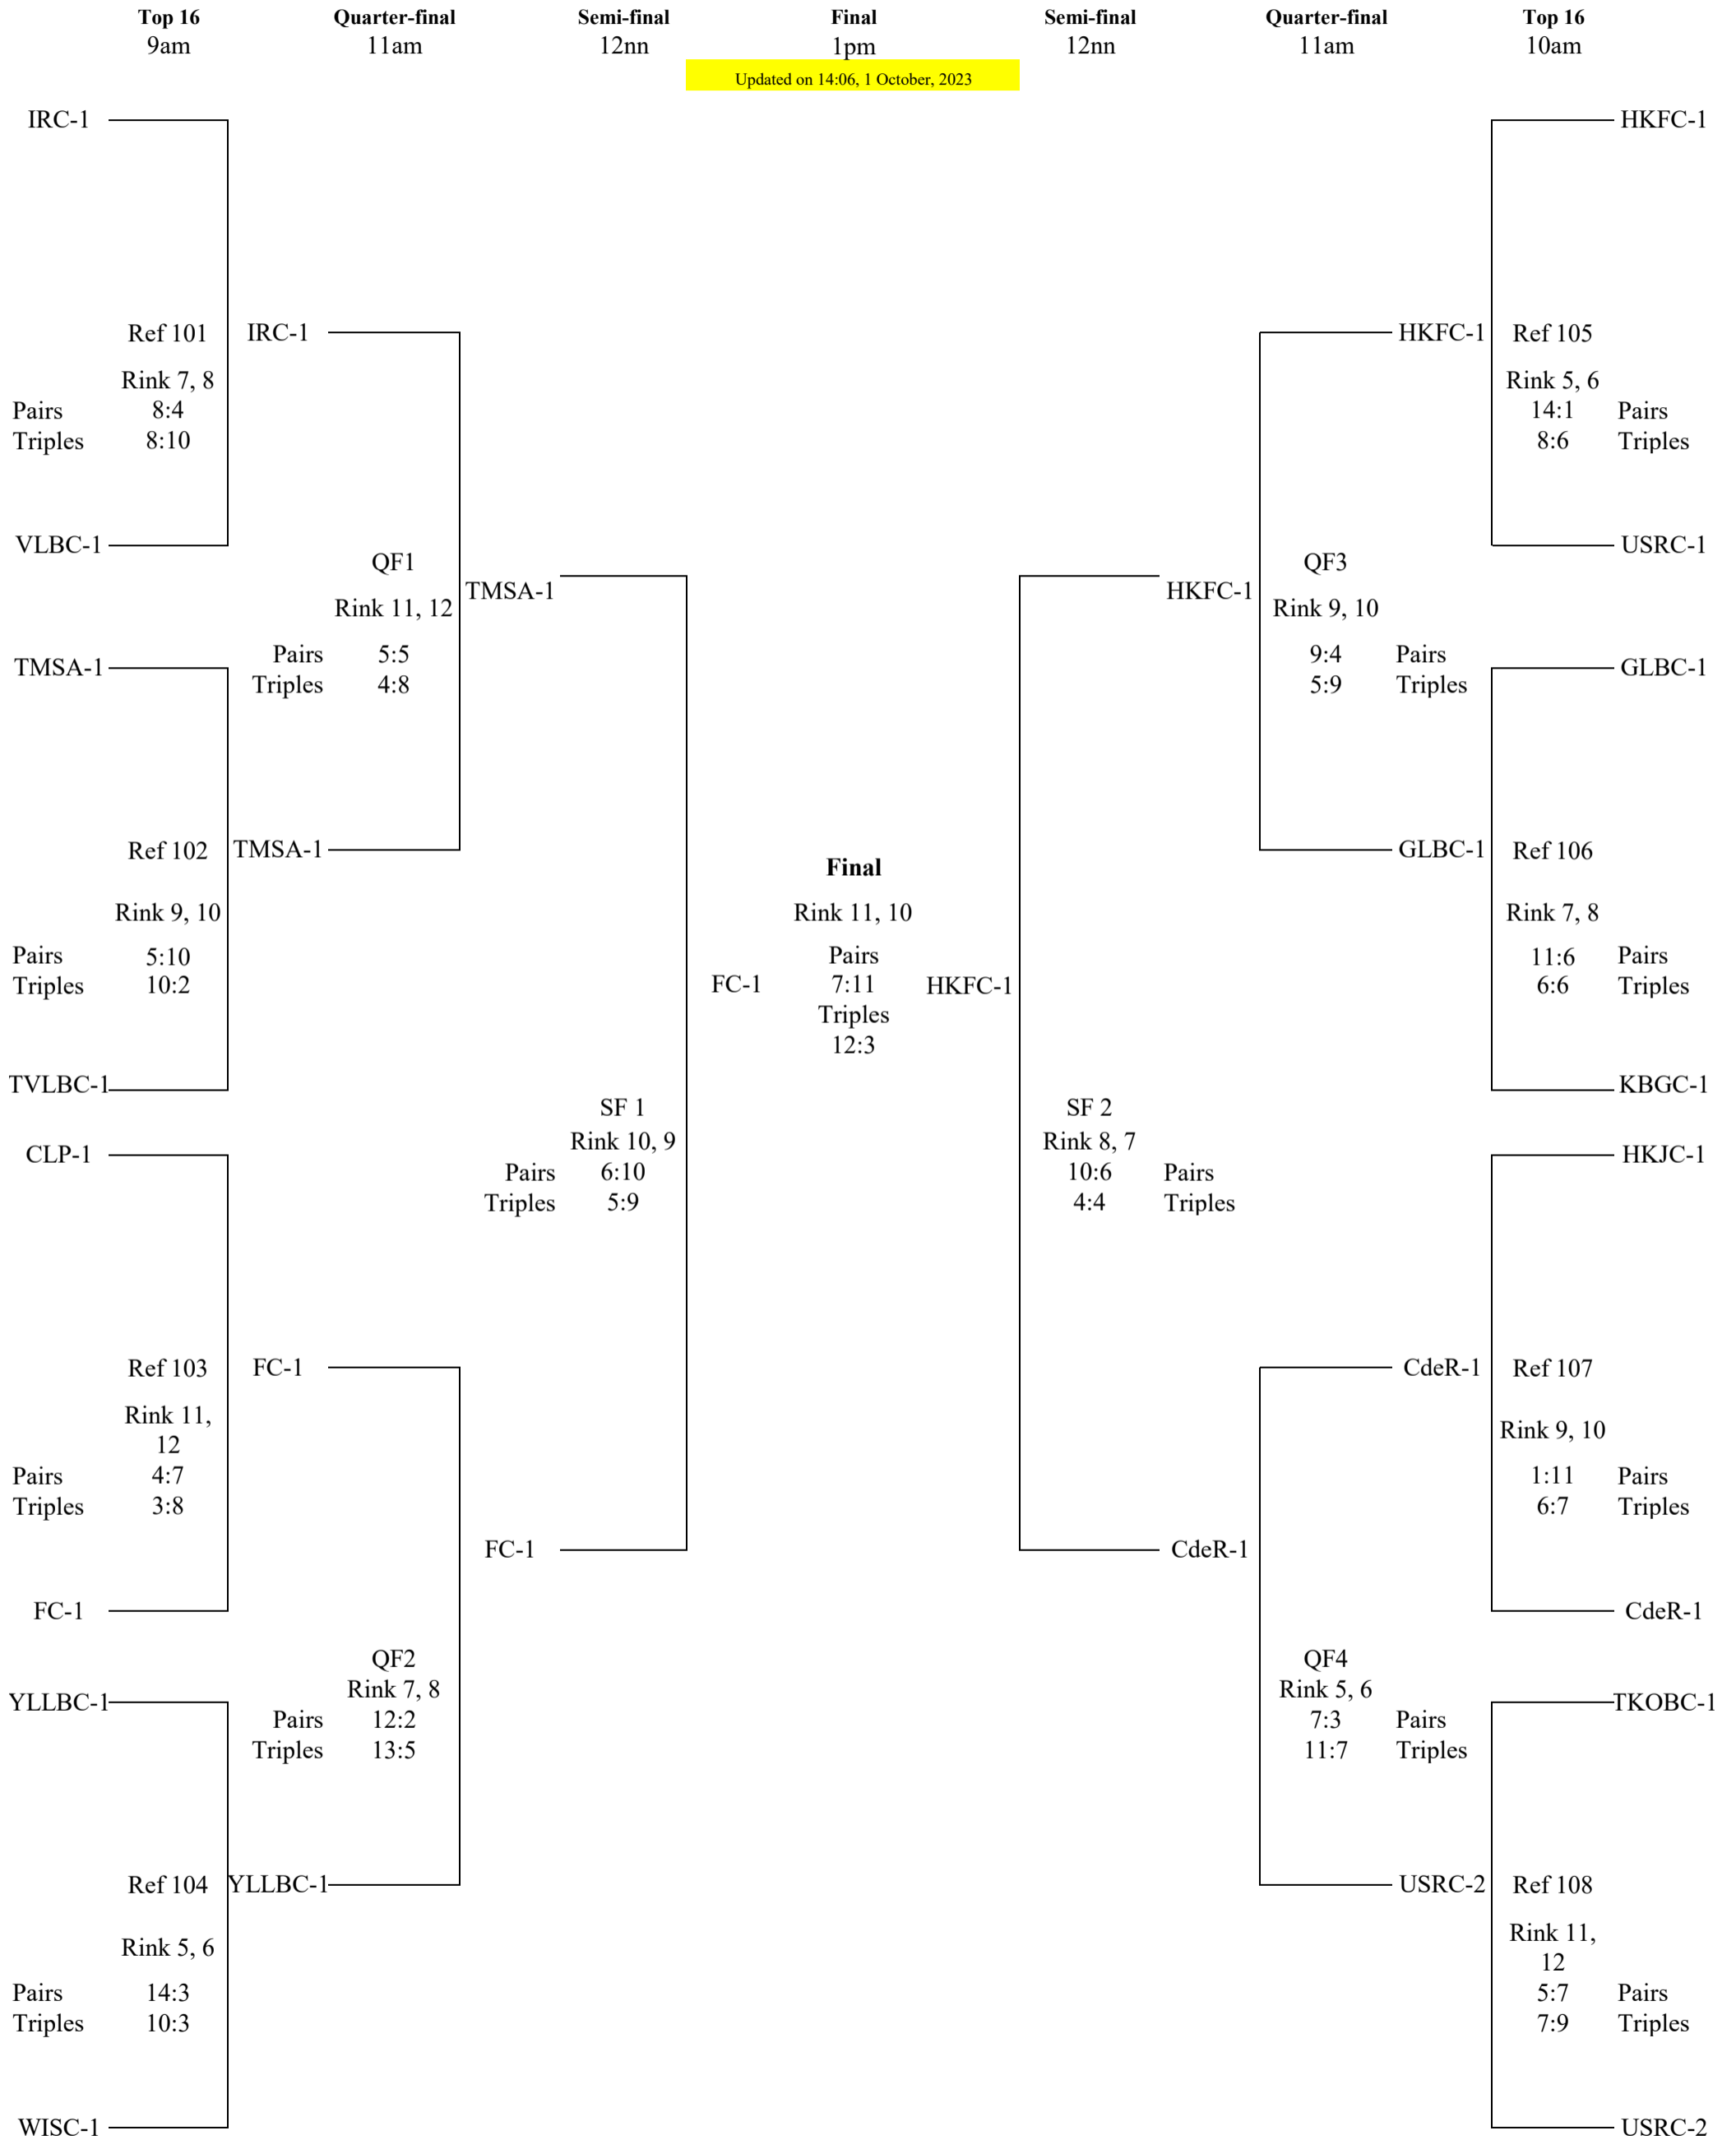 Top 16 Quarter-final Semi-final Final Semi-final Quarter-final Top 16
9am 11am 12nn 1pm 12nn 11am 10am
Updated on 14:06, 1 October, 2023
IRC-1 HKFC-1
Ref 101 IRC-1 HKFC-1 Ref 105
Rink 7, 8 Rink 5, 6
Pairs 8:4 14:1 Pairs
Triples 8:10 8:6 Triples
VLBC-1 USRC-1
QF1 QF3
TMSA-1 HKFC-1
Rink 11, 12 Rink 9, 10
Pairs 5:5 9:4 Pairs
TMSA-1 GLBC-1
Triples 4:8 5:9 Triples
Ref 102 TMSA-1 GLBC-1 Ref 106
Final
Rink 9, 10 Rink 11, 10 Rink 7, 8
Pairs 5:10 Pairs 11:6 Pairs
Triples 10:2 FC-1 7:11 HKFC-1 6:6 Triples
Triples
12:3
TVLBC-1 KBGC-1
SF 1 SF 2
Rink 10, 9 Rink 8, 7
CLP-1 HKJC-1
Pairs 6:10 10:6 Pairs
Triples 5:9 4:4 Triples
Ref 103 FC-1 CdeR-1 Ref 107
Rink 11,
12
Rink 9, 10
Pairs 4:7 1:11 Pairs
Triples 3:8 6:7 Triples
FC-1 CdeR-1
FC-1 CdeR-1
QF2 QF4
Rink 7, 8 Rink 5, 6
YLLBC-1 TKOBC-1
Pairs 12:2 7:3 Pairs
Triples 13:5 11:7 Triples
Ref 104 YLLBC-1 USRC-2 Ref 108
Rink 5, 6 Rink 11,
12
Pairs 14:3 5:7 Pairs
Triples 10:3 7:9 Triples
WISC-1 USRC-2